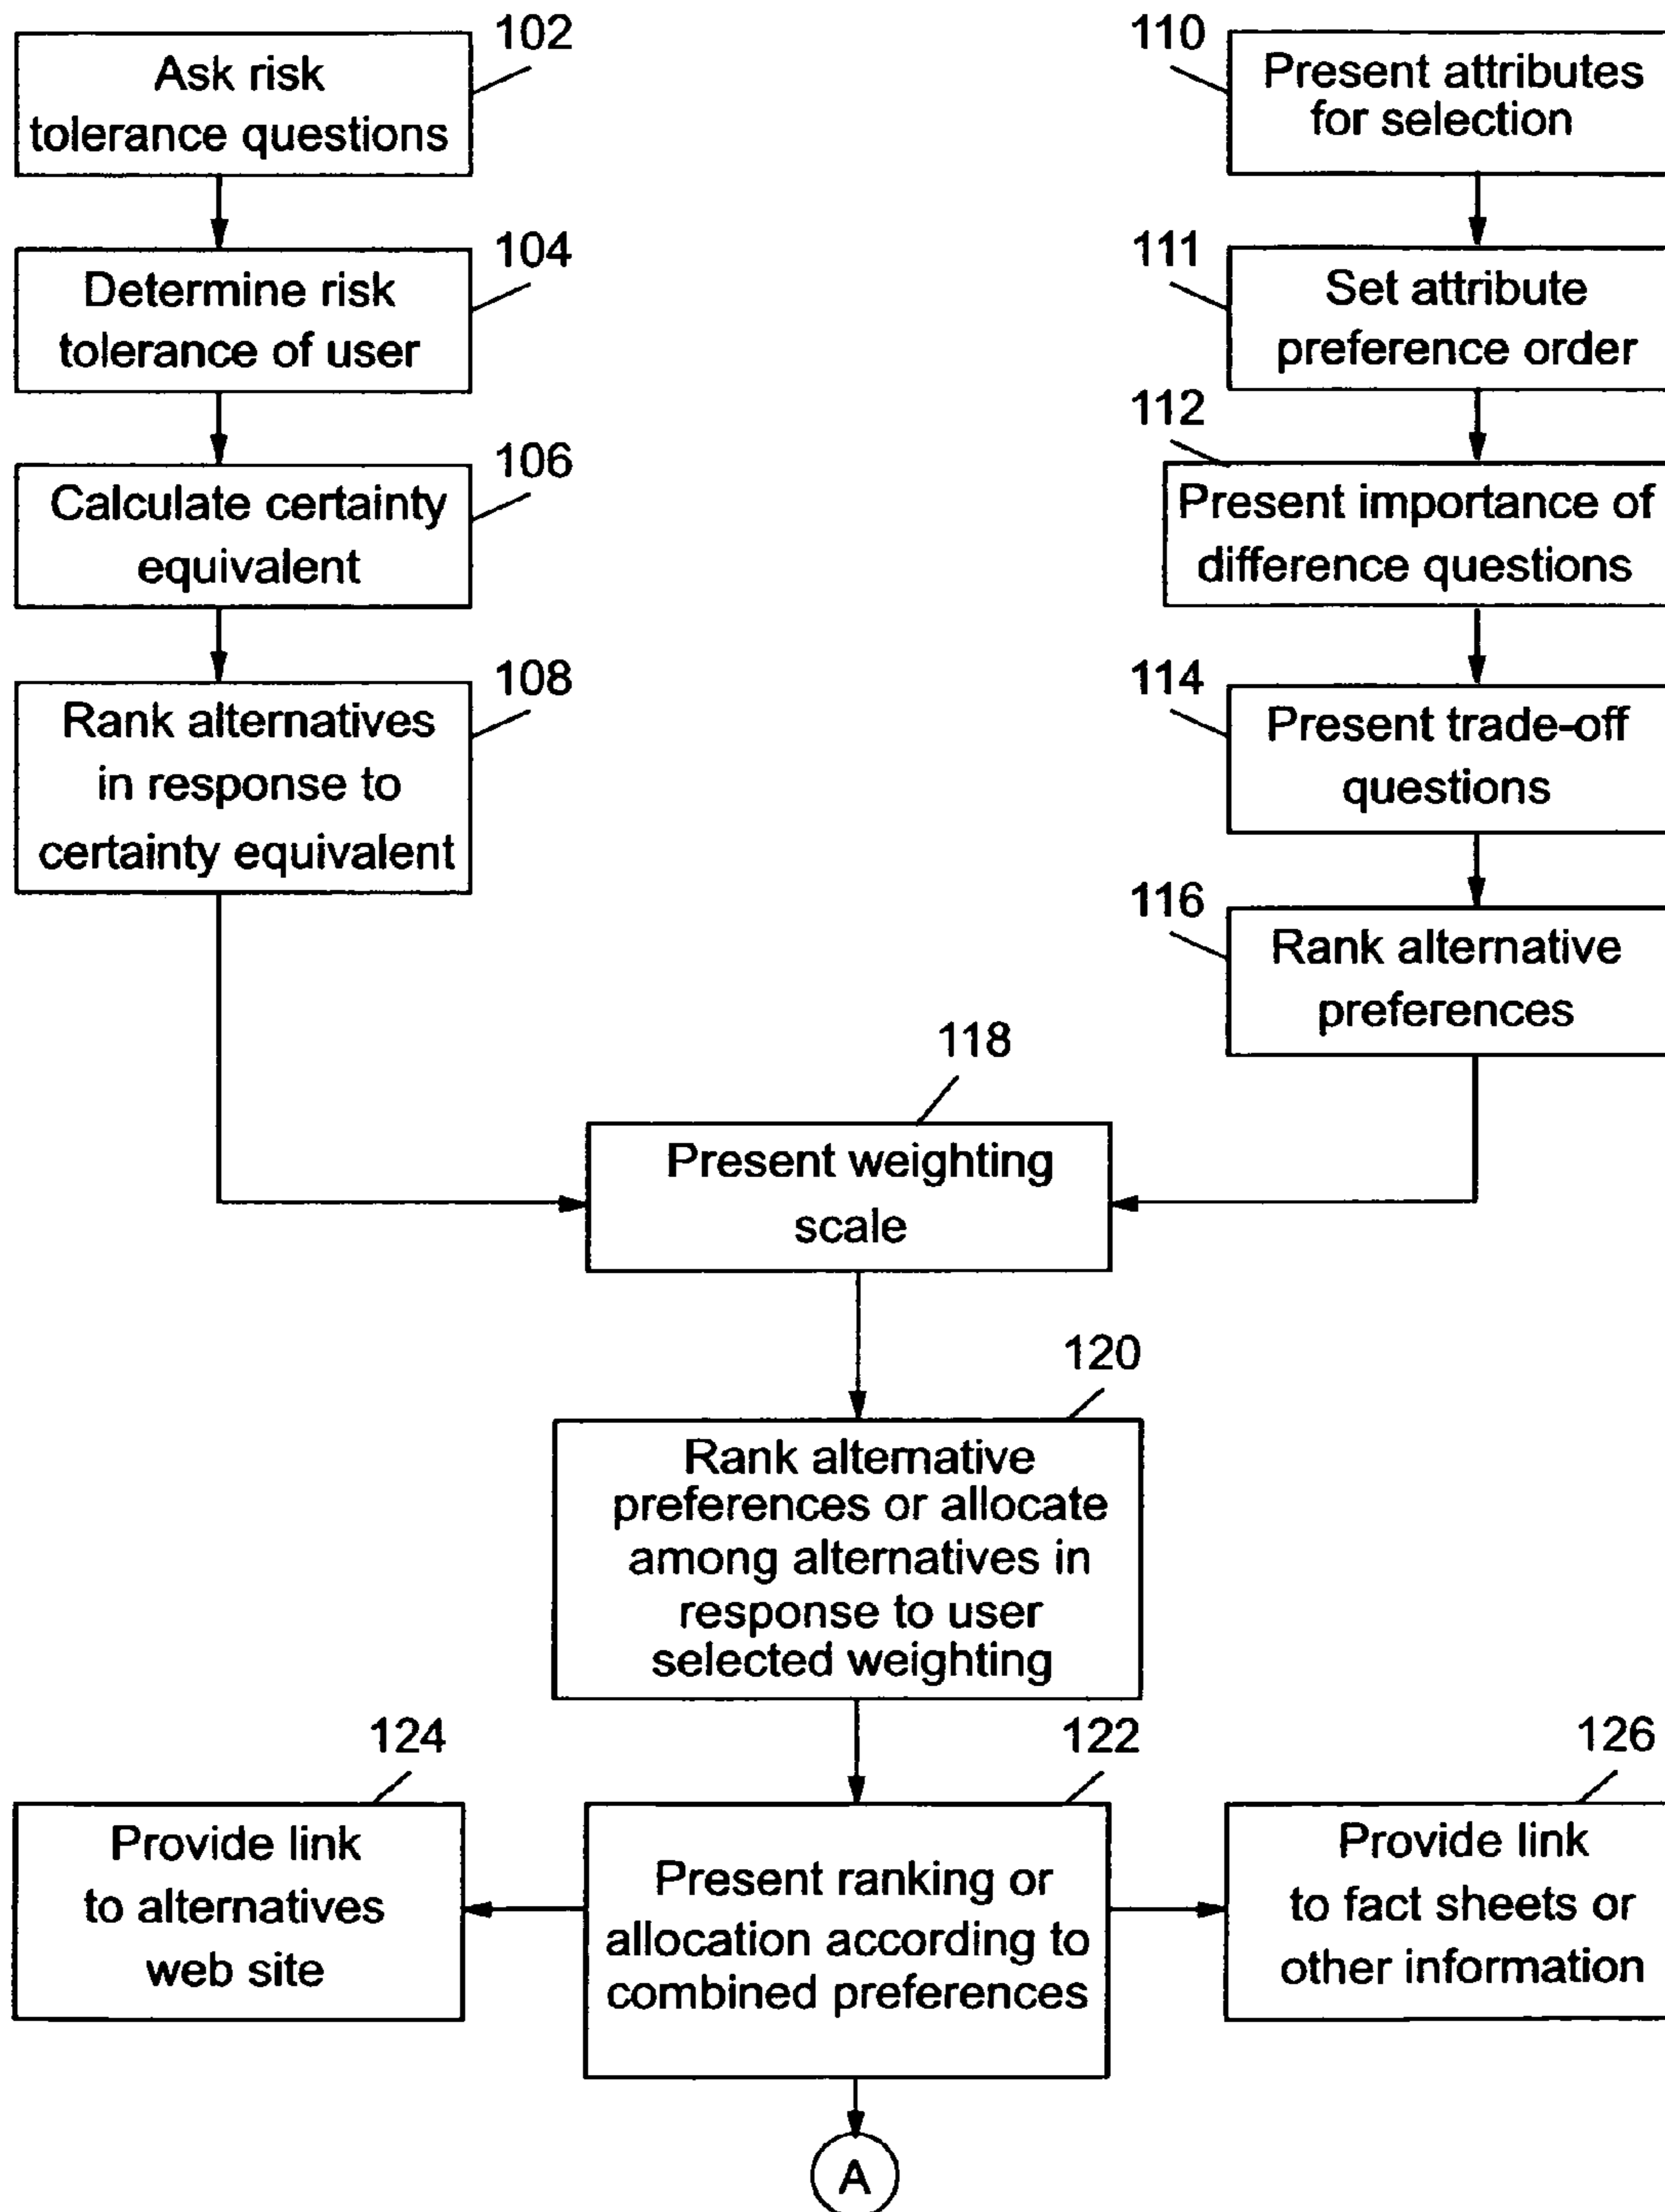 102
Ask risk
tolerance questions
104
Determine risk
tolerance of user
106
Calculate certainty
equivalent
108
Rank alternatives
in response to
certainty equivalent
110
Present attributes
for selection
111
Set attribute
preference order
112
Present importance of
difference questions
114
Present trade-off
questions
116
Rank alternative
preferences
118
Present weighting
scale
120
Rank alternative
preferences or allocate
among alternatives in
response to user
selected weighting
124
Provide link
to alternatives
web site
122
Present ranking or
allocation according to
combined preferences
126
Provide link
to fact sheets or
other information
A